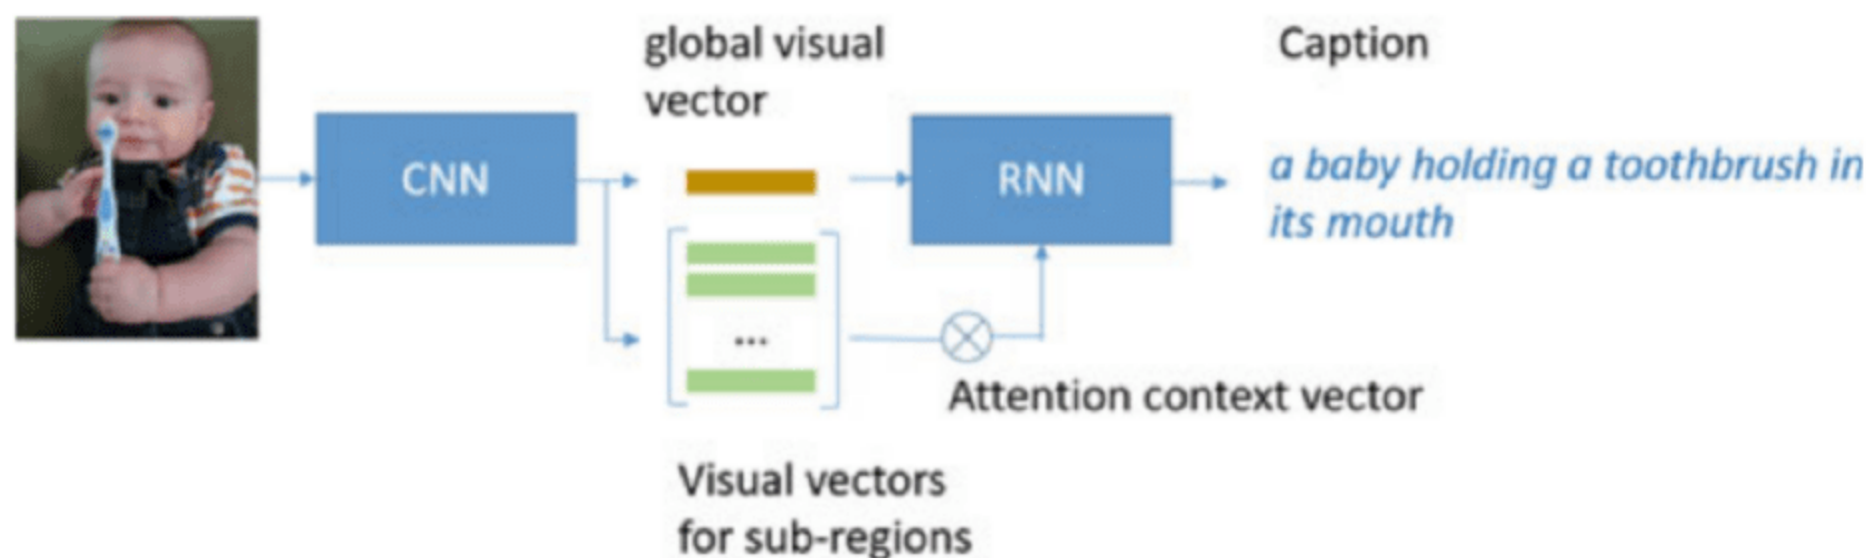 global visual
vector
Caption
CNN
RNN
a baby holding a toothbrush in
its mouth
...
Attention context vector
Visual vectors
for sub-regions